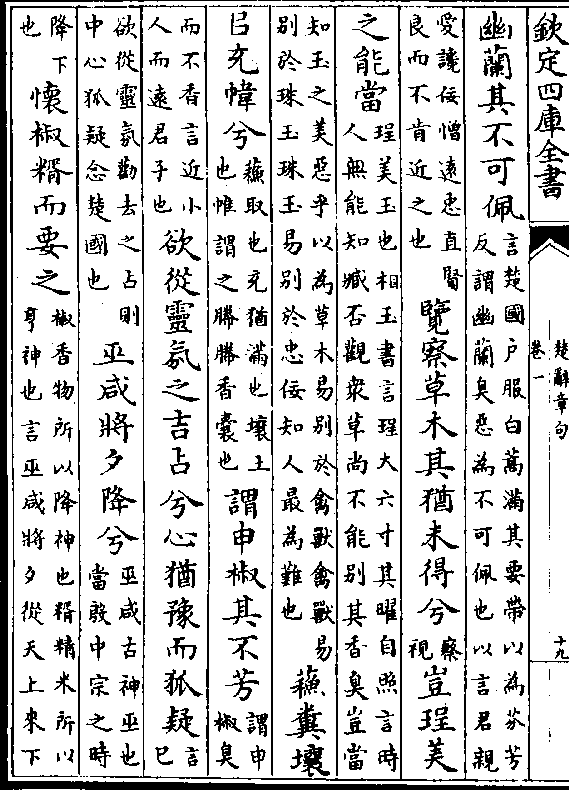 欽定四庫全書
楚辭章句
卷一
十九
幽蘭其不可佩言楚國户服白蒿滿其要帶以為芬芳反謂幽蘭臭惡為不可佩也以言君親
愛讒佞憎遠忠直賢良而不肯近之也覽察草木其猶未得兮察視豈珵美
之能當珵美玉也相玉書言珵大六寸其曜自照言時人無能知臧否觀衆草尚不能別其香臭豈當
知玉之美惡乎以為草木易別於禽獸禽獸易別於珠玉珠玉易別於忠佞知人最為難也蘇糞壤
㠯充幃兮蘇取也充猶滿也壤土也帷謂之勝勝香囊也謂申椒其不芳謂申椒臭
而不香言近小人而遠君子也欲從靈氛之吉占兮心猶豫而狐疑言已
欲從靈氛勸去之占則中心狐疑念楚國也巫咸將夕降兮巫咸古神巫也當殷中宗之時
降下也懷椒糈而要之椒香物所以降神也糈精米所以享神也言巫咸將夕從天上來下